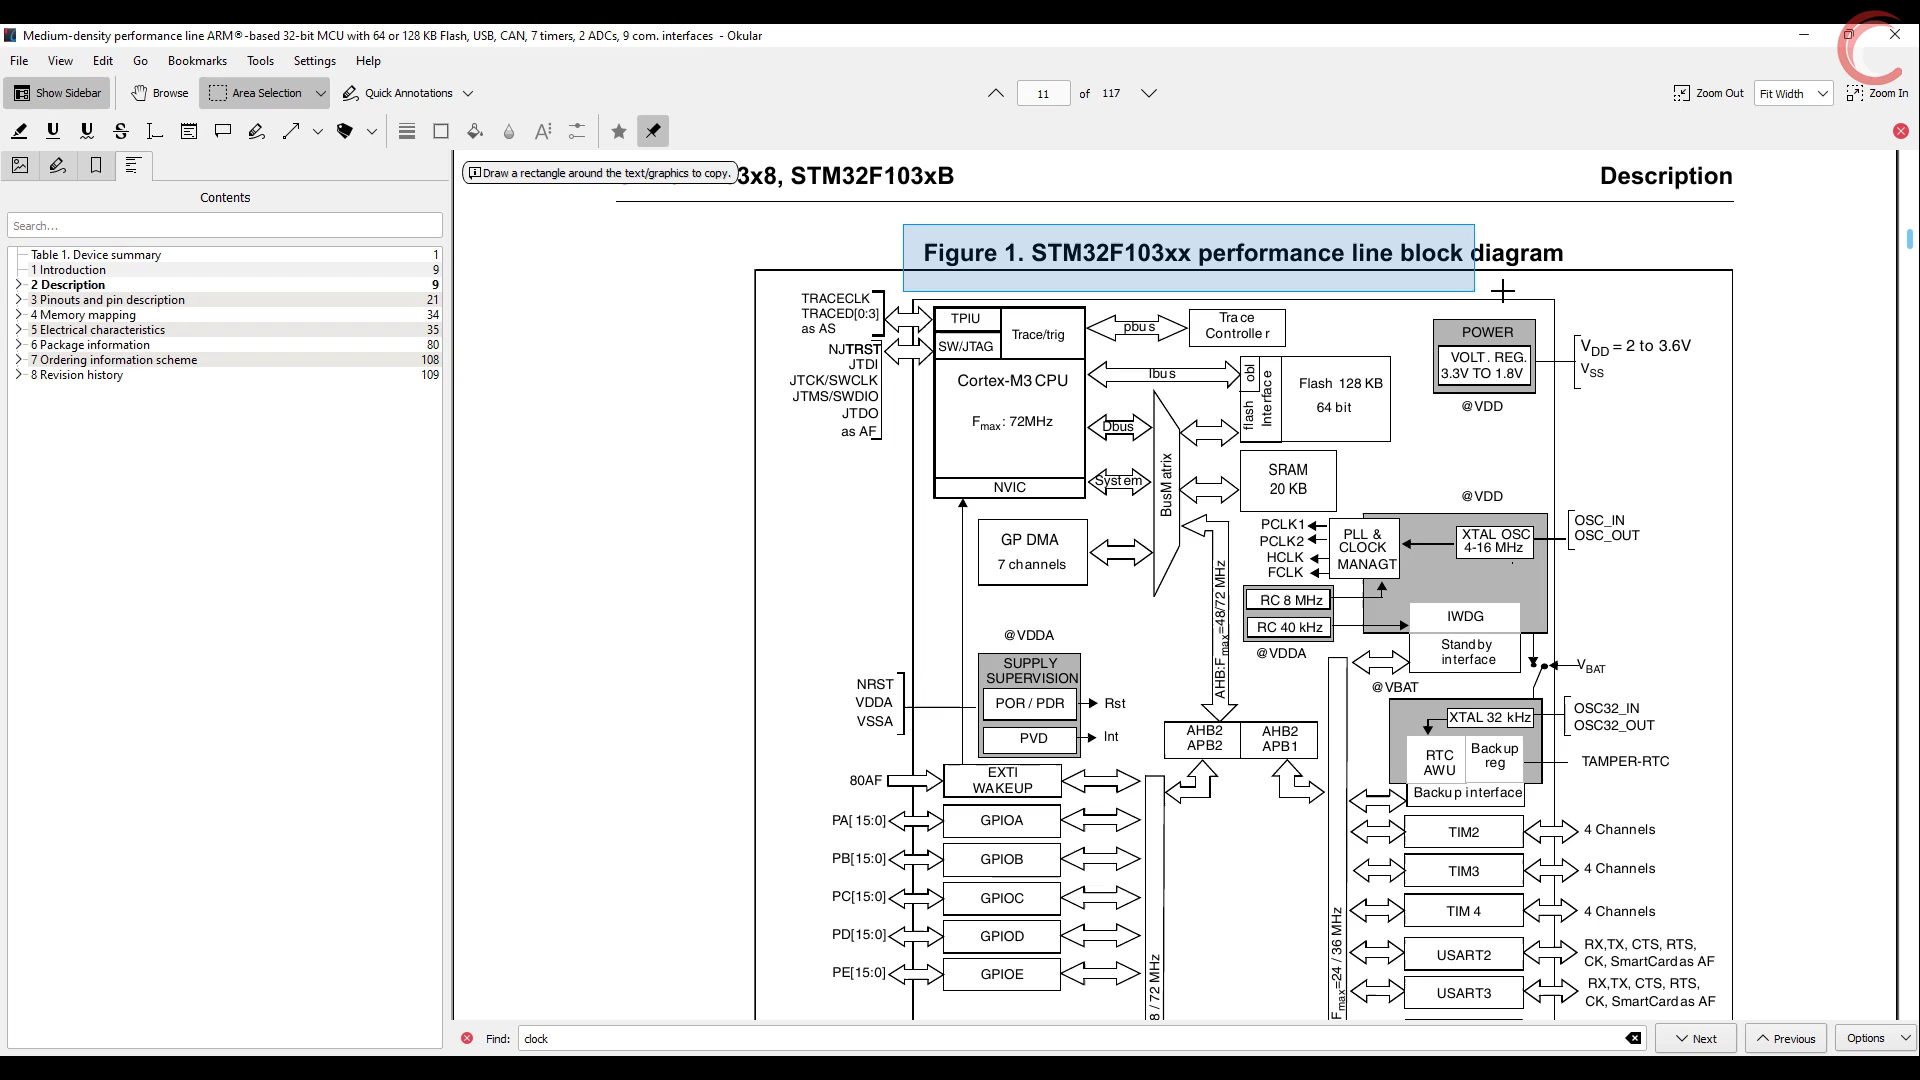 Medium-density performance line ARM®-based 32-bit MCU with 64 or 128 KB Flash, USB, CAN, 7 timers, 2 ADCs, 9 com. interfaces - Okular
File View Edit Go Bookmarks Tools Settings Help
Show Sidebar Browse Area Selection Quick Annotations 11 of 117 Zoom Out Fit Width Zoom In
Contents
Search...
Table 1. Device summary 1
1 Introduction 9
2 Description 9
3 Pinouts and pin description 21
4 Memory mapping 34
5 Electrical characteristics 35
6 Package information 80
7 Ordering information scheme 108
8 Revision history 109
Draw a rectangle around the text/graphics to copy.
3x8, STM32F103xB Description
Figure 1. STM32F103xx performance line block diagram
TRACECLK
TRACED[0:3]
as AS
NJTRST
JTDI
JTCK/SWCLK
JTMS/SWDIO
JTDO
as AF
TPIU
SW/JTAG
Trace/trig
Cortex-M3 CPU
Fmax: 72MHz
NVIC
pbus
Ibus
Dbus
System
BusMatrix
Trace
Controller
obl
flash
Interface
Flash 128 KB
64 bit
SRAM
20 KB
POWER
VOLT. REG.
3.3V TO 1.8V
@VDD
VDD = 2 to 3.6V
VSS
GP DMA
7 channels
AHB:Fmax=48/72 MHz
PCLK1
PCLK2
HCLK
FCLK
PLL &
CLOCK
MANAGT
@VDD
XTAL OSC
4-16 MHz
OSC_IN
OSC_OUT
RC 8 MHz
RC 40 kHz
@VDDA
IWDG
Standby
interface
VBAT
@VBAT
@VDDA
SUPPLY
SUPERVISION
POR / PDR
PVD
Rst
Int
NRST
VDDA
VSSA
AHB2
APB2
AHB2
APB1
XTAL 32 kHz
OSC32_IN
OSC32_OUT
RTC
AWU
Backup
reg
TAMPER-RTC
Backup interface
80AF
EXTI
WAKEUP
PA[ 15:0]
GPIOA
PB[15:0]
GPIOB
PC[15:0]
GPIOC
PD[15:0]
GPIOD
PE[15:0]
GPIOE
8 / 72 MHz
Fmax=24 / 36 MHz
TIM2
4 Channels
TIM3
4 Channels
TIM 4
4 Channels
USART2
RX,TX, CTS, RTS,
CK, SmartCard as AF
USART3
RX,TX, CTS, RTS,
CK, SmartCard as AF
Find: clock Next Previous Options